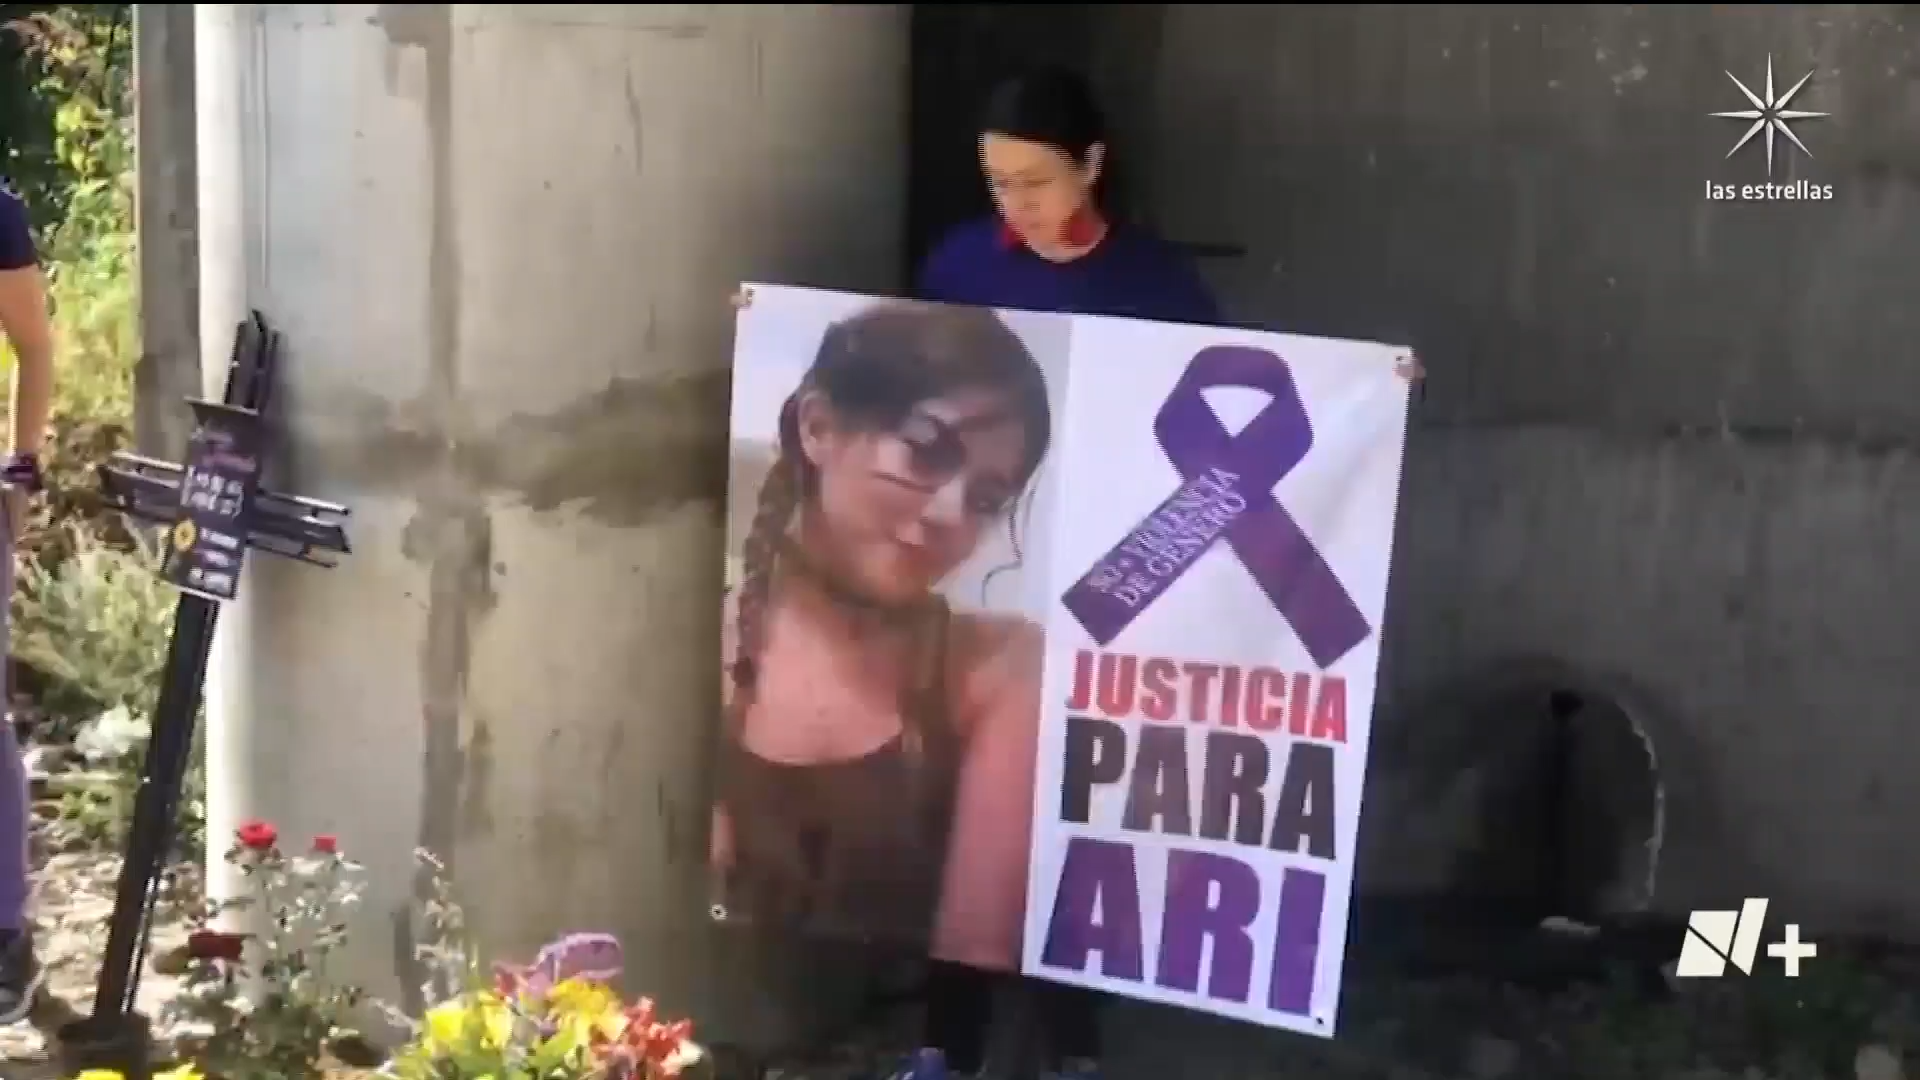 las estrellas
NO + VIOLENCIA
DE GENERO
JUSTICIA
PARA
ARI
N+